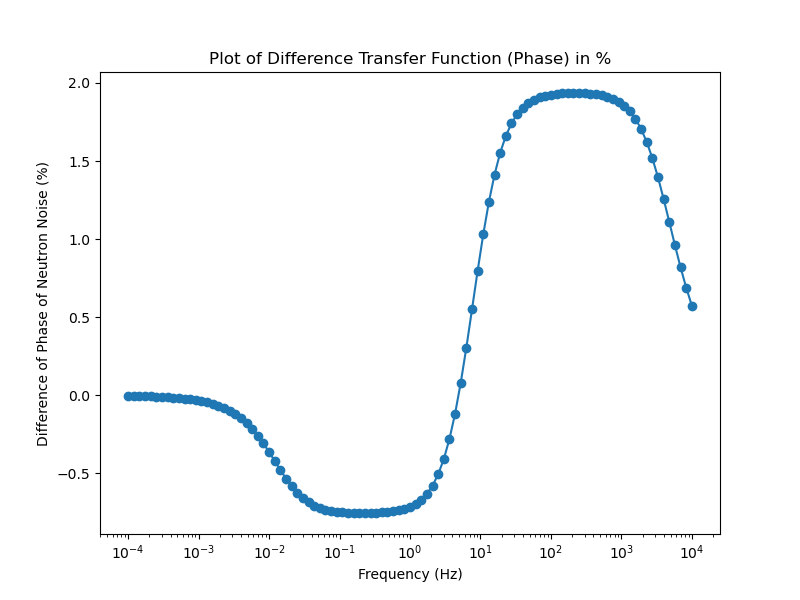 Plot of Difference Transfer Function (Phase) in %
Difference of Phase of Neutron Noise (%)
2.0
1.5
1.0
0.5
0.0
−0.5
10⁻⁴ 10⁻³ 10⁻² 10⁻¹ 10⁰ 10¹ 10² 10³ 10⁴
Frequency (Hz)